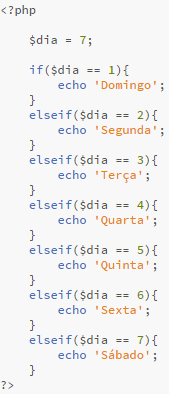 <?php
$dia = 7;
if($dia == 1){
echo 'Domingo';
}
elseif($dia == 2){
echo 'Segunda';
}
elseif($dia == 3){
echo 'Terça';
}
elseif($dia == 4){
echo 'Quarta';
}
elseif($dia == 5){
echo 'Quinta';
}
elseif($dia == 6){
echo 'Sexta';
}
elseif($dia == 7){
echo 'Sábado';
}
?>